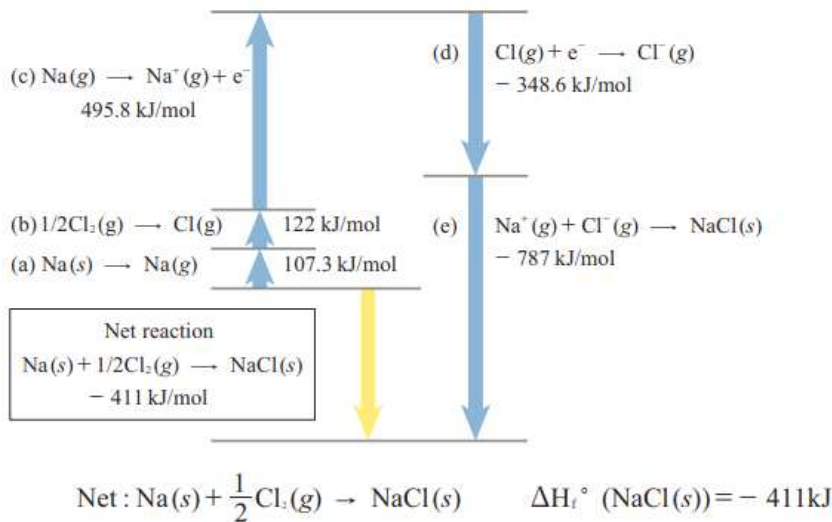 (c) Na(g) → Na⁺(g) + e⁻
495.8 kJ/mol
(b) 1/2Cl₂(g) → Cl(g) 122 kJ/mol
(a) Na(s) → Na(g) 107.3 kJ/mol
Net reaction
Na(s) + 1/2Cl₂(g) → NaCl(s)
− 411 kJ/mol
(d) Cl(g) + e⁻ → Cl⁻(g)
− 348.6 kJ/mol
(e) Na⁺(g) + Cl⁻(g) → NaCl(s)
− 787 kJ/mol
Net : Na(s) + 1/2 Cl₂(g) → NaCl(s) ΔHf° (NaCl(s)) = − 411kJ